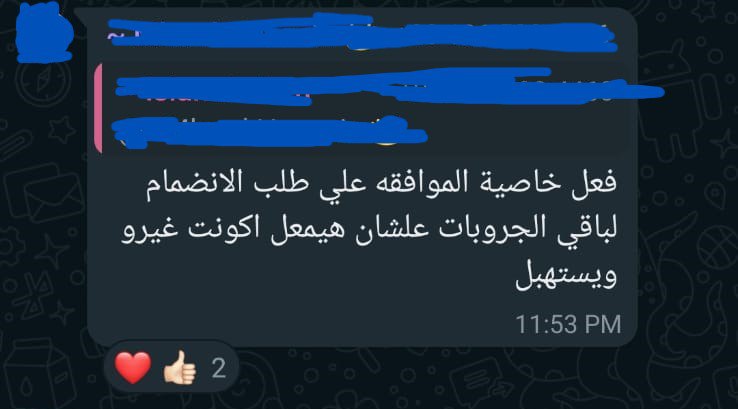 فعل خاصية الموافقه علي طلب الانضمام
لباقي الجروبات علشان هيمعل اكونت غيرو
ويستهبل
11:53 PM
2